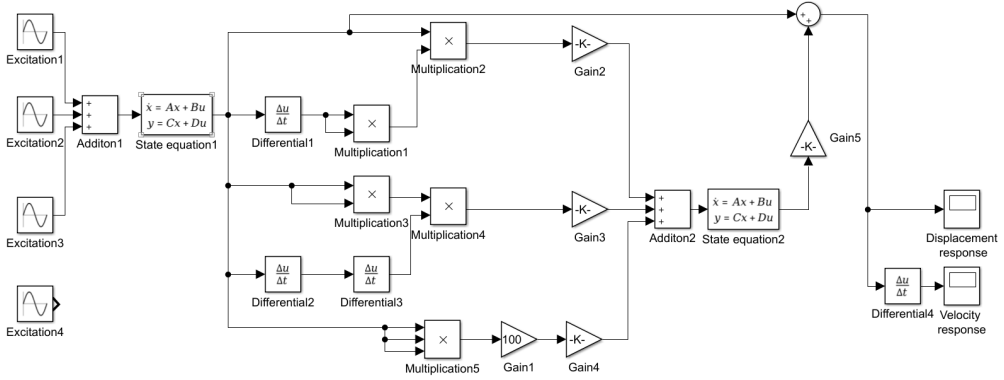 +
+
×
-K-
Gain2
Excitation1
Multiplication2
+
+
+
ẋ = Ax + Bu
y = Cx + Du
Δu
Δt
×
Gain5
-K-
Excitation2
Additon1
State equation1
Differential1
Multiplication1
×
×
-K-
+
+
+
ẋ = Ax + Bu
y = Cx + Du
Excitation3
Multiplication3
Multiplication4
Gain3
Additon2
State equation2
Displacement
response
Δu
Δt
Δu
Δt
Δu
Δt
Excitation4
Differential2
Differential3
Differential4
Velocity
response
×
100
-K-
Multiplication5
Gain1
Gain4